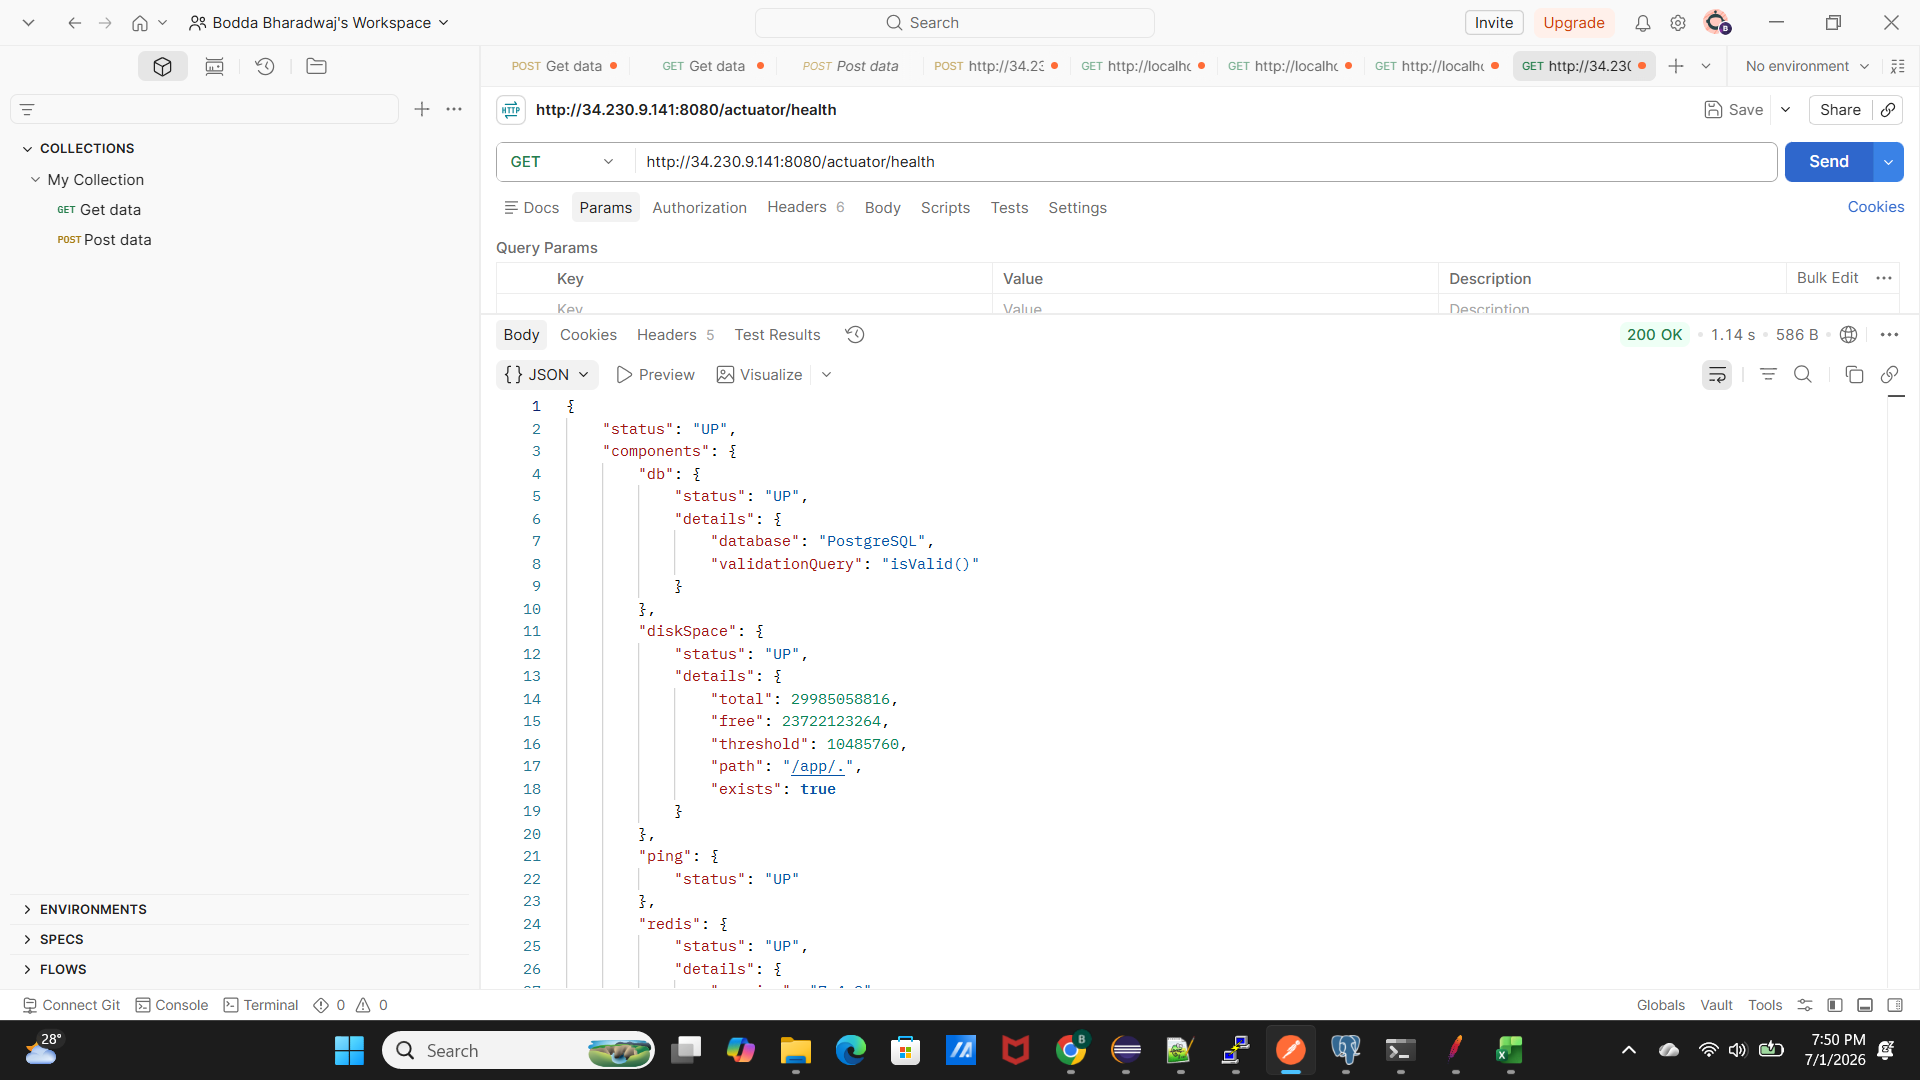 Bodda Bharadwaj's Workspace
Search
Invite
Upgrade
POST Get data
GET Get data
POST Post data
POST http://34.23
GET http://localhc
GET http://localhc
GET http://localhc
GET http://34.230
No environment
HTTP
http://34.230.9.141:8080/actuator/health
Save
Share
GET
http://34.230.9.141:8080/actuator/health
Send
Docs
Params
Authorization
Headers 6
Body
Scripts
Tests
Settings
Cookies
Query Params
Key
Value
Description
Bulk Edit
Key
Value
Description
COLLECTIONS
My Collection
GET Get data
POST Post data
ENVIRONMENTS
SPECS
FLOWS
Body
Cookies
Headers 5
Test Results
200 OK
1.14 s
586 B
{} JSON
Preview
Visualize
1 {
2 "status": "UP",
3 "components": {
4 "db": {
5 "status": "UP",
6 "details": {
7 "database": "PostgreSQL",
8 "validationQuery": "isValid()"
9 }
10 },
11 "diskSpace": {
12 "status": "UP",
13 "details": {
14 "total": 29985058816,
15 "free": 23722123264,
16 "threshold": 10485760,
17 "path": "/app/.",
18 "exists": true
19 }
20 },
21 "ping": {
22 "status": "UP"
23 },
24 "redis": {
25 "status": "UP",
26 "details": {
Connect Git
Console
Terminal
0
0
Globals
Vault
Tools
28°
Search
7:50 PM
7/1/2026